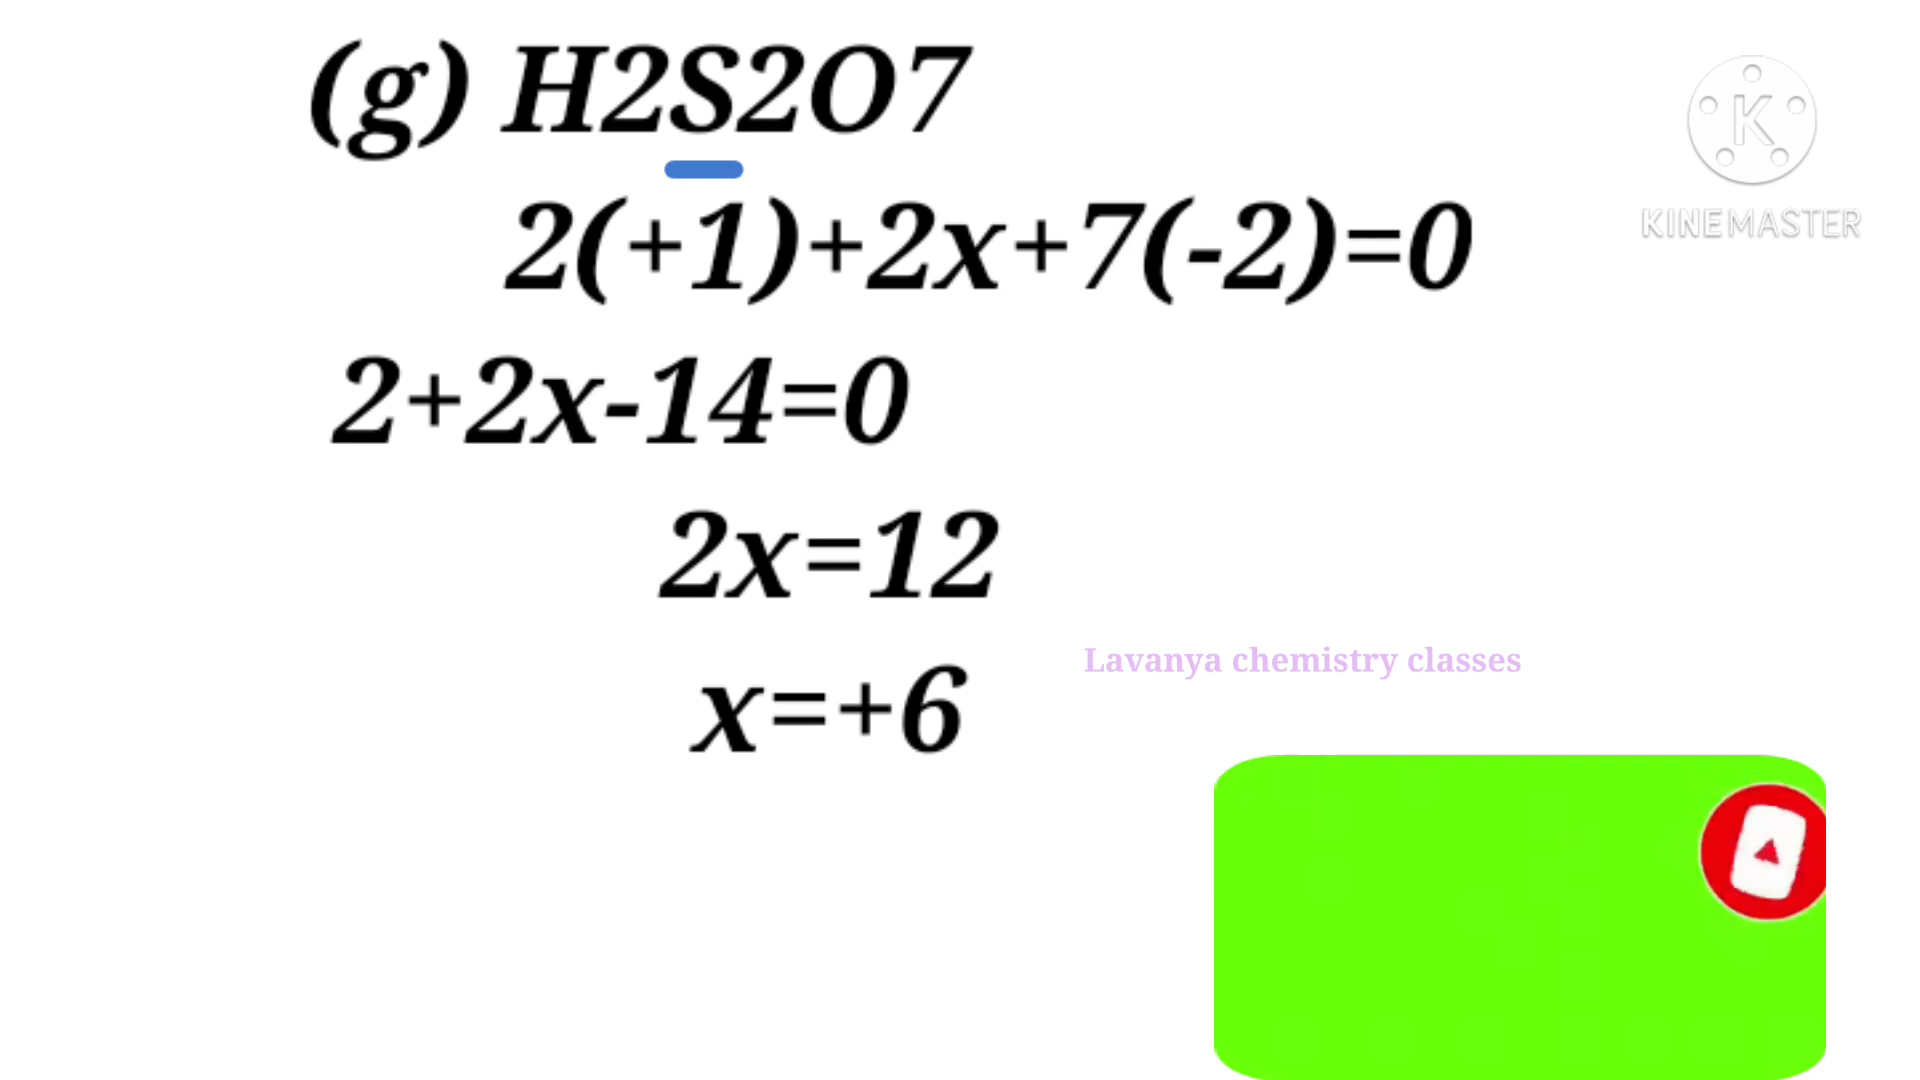 (g) H2S2O7
2(+1)+2x+7(-2)=0
2+2x-14=0
2x=12
x=+6
K
KINEMASTER
Lavanya chemistry classes